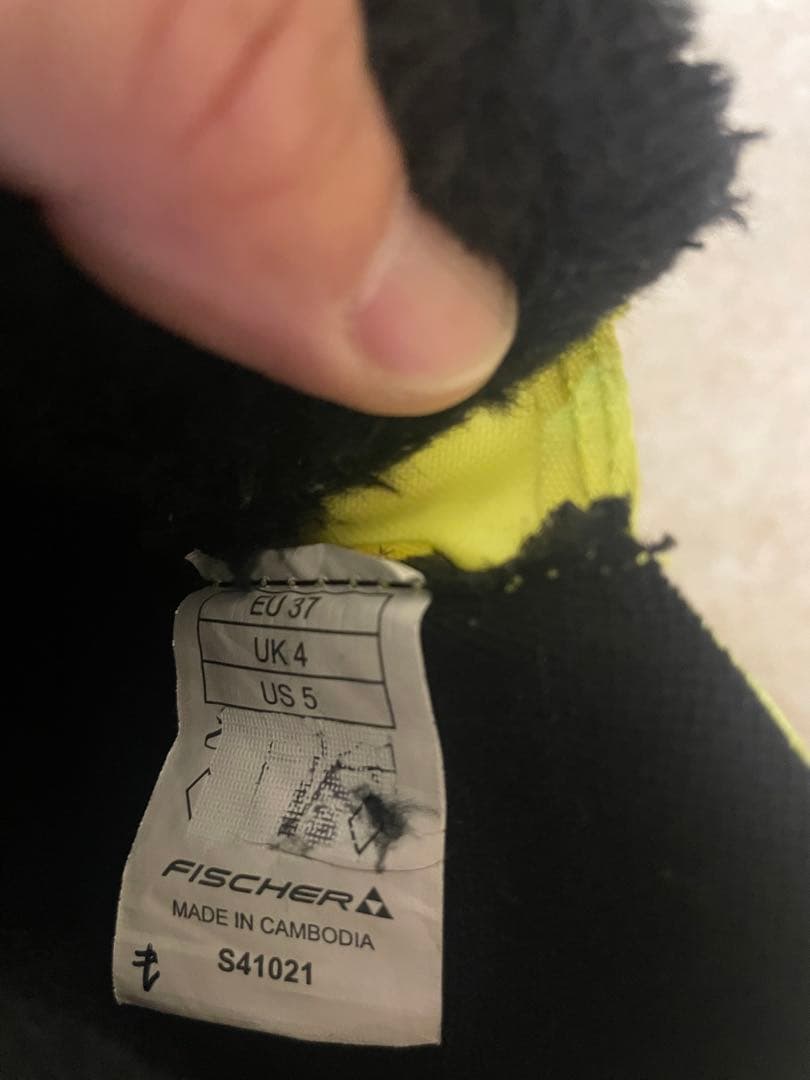 EU 37
UK 4
US 5
FISCHER
MADE IN CAMBODIA
S41021